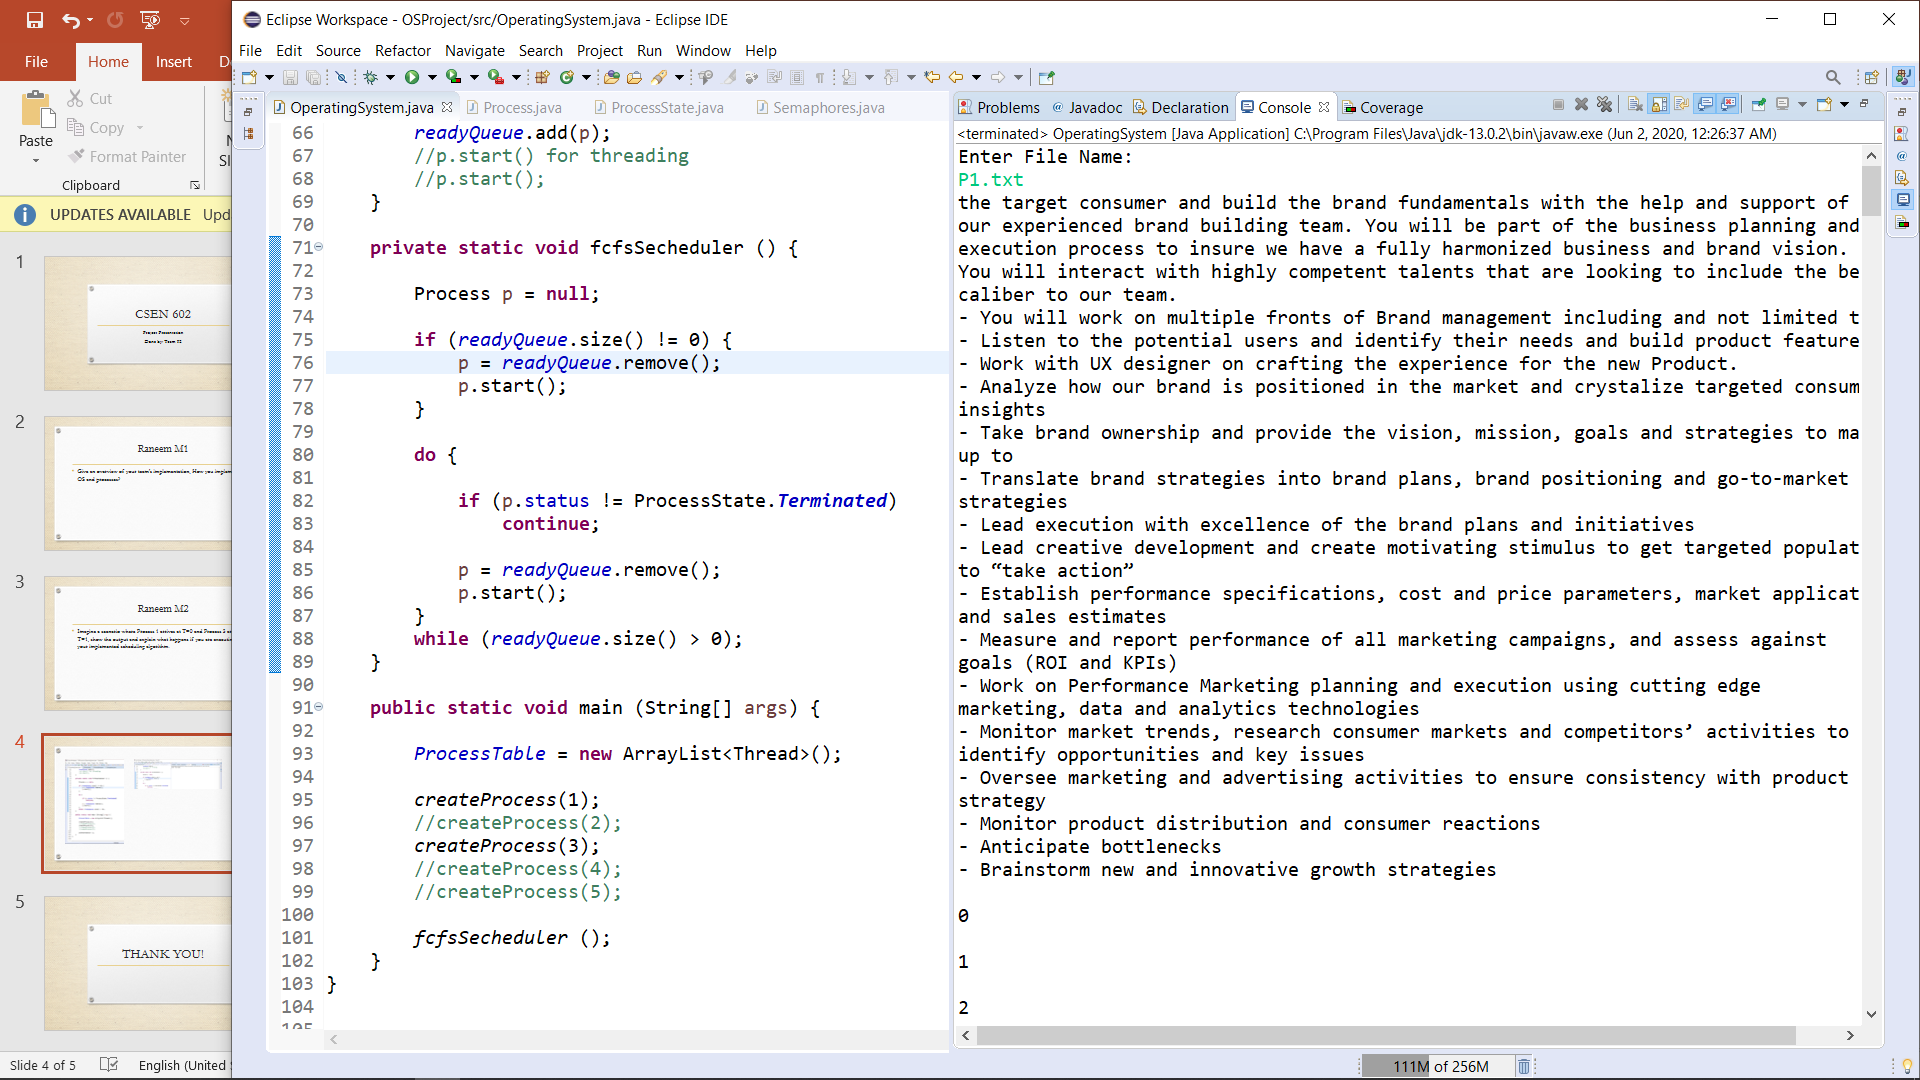 File
Home
Insert
Cut
Copy
Format Painter
Paste
Clipboard
UPDATES AVAILABLE
1
CSEN 602
Project Presentation
2
Raneem M1
3
Raneem M2
4
5
THANK YOU!
Slide 4 of 5
English (United
Eclipse Workspace - OSProject/src/OperatingSystem.java - Eclipse IDE
File Edit Source Refactor Navigate Search Project Run Window Help
OperatingSystem.java Process.java ProcessState.java Semaphores.java
66 readyQueue.add(p);
67 //p.start() for threading
68 //p.start();
69 }
70
71 private static void fcfsSecheduler () {
72
73 Process p = null;
74
75 if (readyQueue.size() != 0) {
76 p = readyQueue.remove();
77 p.start();
78 }
79
80 do {
81
82 if (p.status != ProcessState.Terminated)
83 continue;
84
85 p = readyQueue.remove();
86 p.start();
87 }
88 while (readyQueue.size() > 0);
89 }
90
91 public static void main (String[] args) {
92
93 ProcessTable = new ArrayList<Thread>();
94
95 createProcess(1);
96 //createProcess(2);
97 createProcess(3);
98 //createProcess(4);
99 //createProcess(5);
100
101 fcfsSecheduler ();
102 }
103 }
104
Problems Javadoc Declaration Console Coverage
<terminated> OperatingSystem [Java Application] C:\Program Files\Java\jdk-13.0.2\bin\javaw.exe (Jun 2, 2020, 12:26:37 AM)
Enter File Name:
P1.txt
the target consumer and build the brand fundamentals with the help and support of
our experienced brand building team. You will be part of the business planning and
execution process to insure we have a fully harmonized business and brand vision.
You will interact with highly competent talents that are looking to include the be
caliber to our team.
- You will work on multiple fronts of Brand management including and not limited t
- Listen to the potential users and identify their needs and build product feature
- Work with UX designer on crafting the experience for the new Product.
- Analyze how our brand is positioned in the market and crystalize targeted consum
insights
- Take brand ownership and provide the vision, mission, goals and strategies to ma
up to
- Translate brand strategies into brand plans, brand positioning and go-to-market
strategies
- Lead execution with excellence of the brand plans and initiatives
- Lead creative development and create motivating stimulus to get targeted populat
to “take action”
- Establish performance specifications, cost and price parameters, market applicat
and sales estimates
- Measure and report performance of all marketing campaigns, and assess against
goals (ROI and KPIs)
- Work on Performance Marketing planning and execution using cutting edge
marketing, data and analytics technologies
- Monitor market trends, research consumer markets and competitors’ activities to
identify opportunities and key issues
- Oversee marketing and advertising activities to ensure consistency with product
strategy
- Monitor product distribution and consumer reactions
- Anticipate bottlenecks
- Brainstorm new and innovative growth strategies
0
1
2
111M of 256M